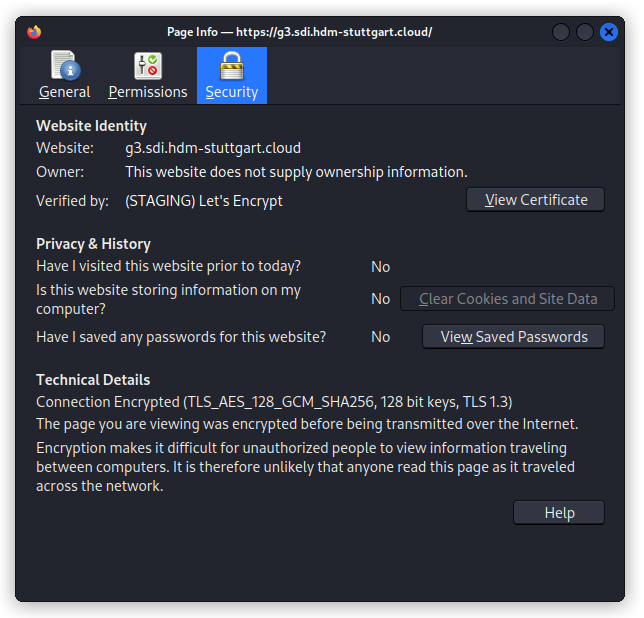 Page Info — https://g3.sdi.hdm-stuttgart.cloud/
General Permissions Security
Website Identity
Website: g3.sdi.hdm-stuttgart.cloud
Owner: This website does not supply ownership information.
Verified by: (STAGING) Let's Encrypt View Certificate
Privacy & History
Have I visited this website prior to today? No
Is this website storing information on my
computer? No Clear Cookies and Site Data
Have I saved any passwords for this website? No View Saved Passwords
Technical Details
Connection Encrypted (TLS_AES_128_GCM_SHA256, 128 bit keys, TLS 1.3)
The page you are viewing was encrypted before being transmitted over the Internet.
Encryption makes it difficult for unauthorized people to view information traveling
between computers. It is therefore unlikely that anyone read this page as it traveled
across the network.
Help